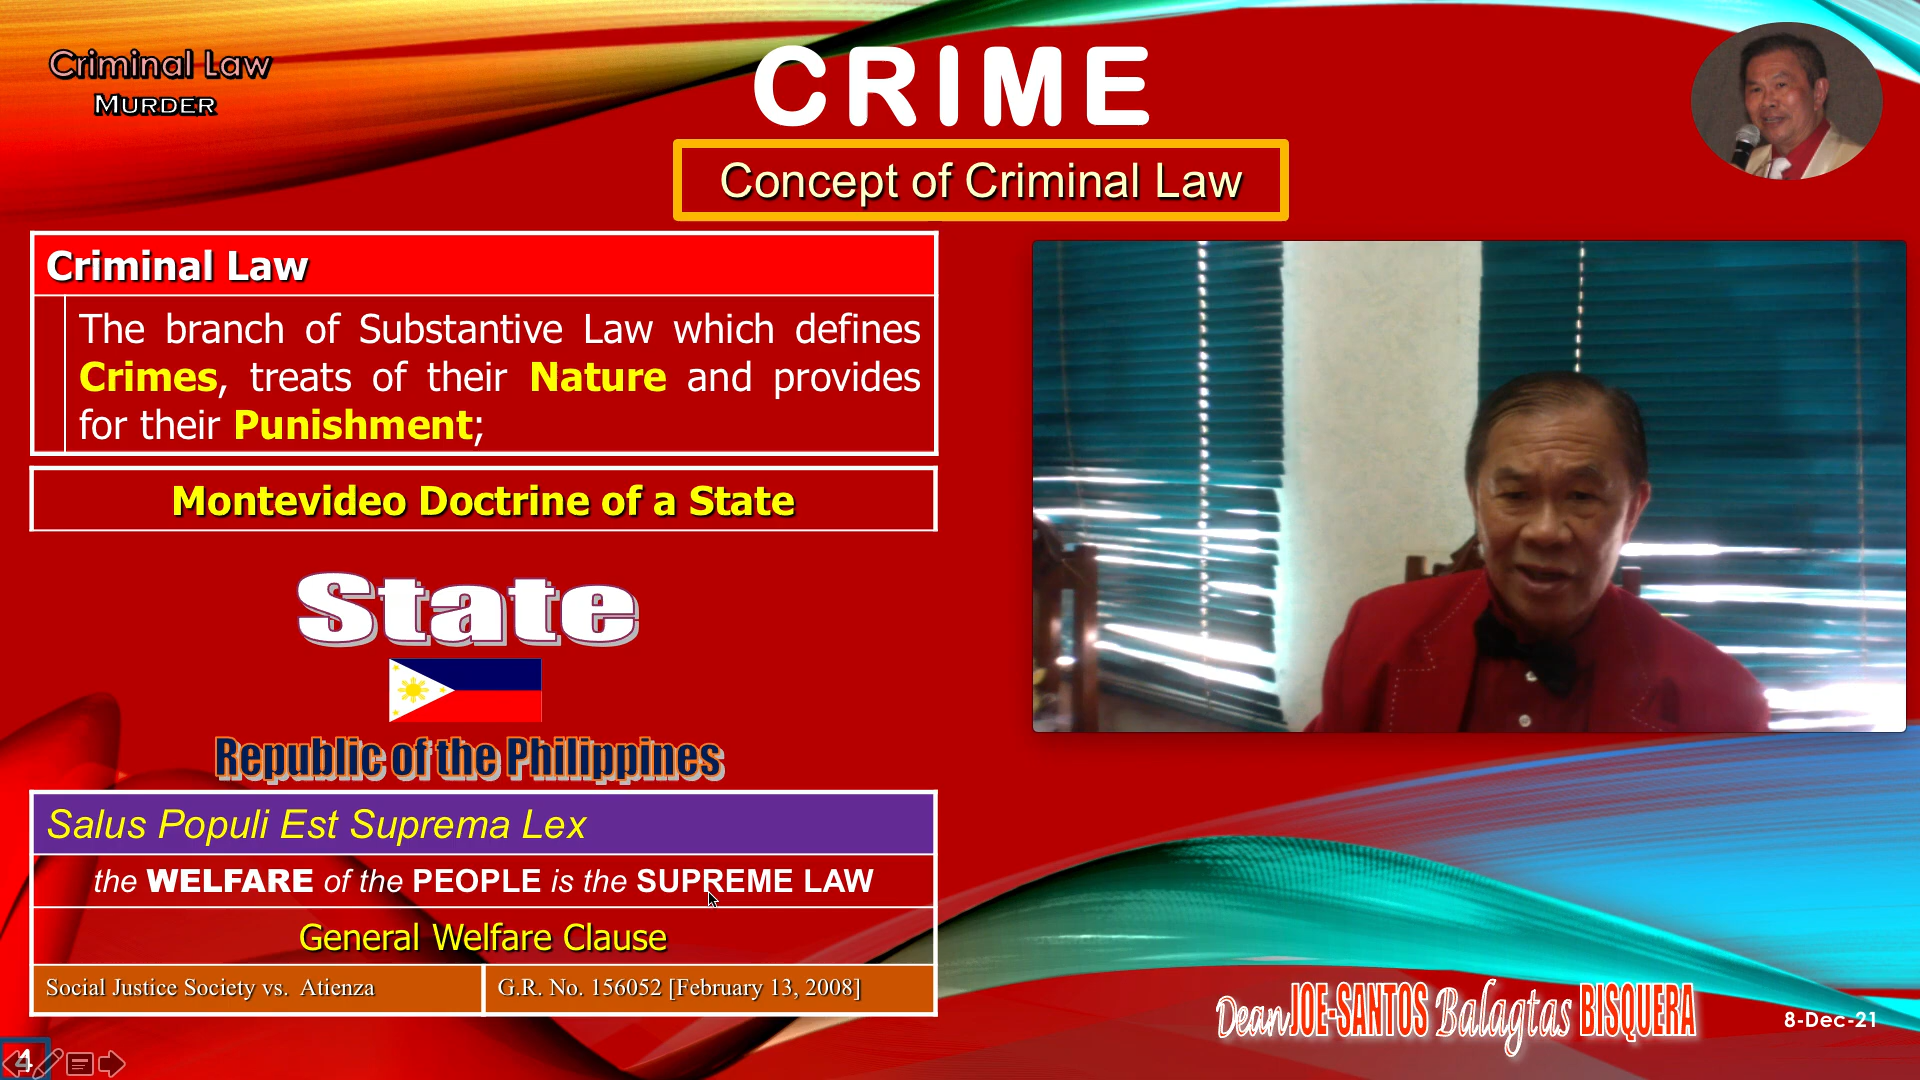 Criminal Law
MURDER
CRIME
Concept of Criminal Law
Criminal Law
The branch of Substantive Law which defines
Crimes, treats of their Nature and provides
for their Punishment;
Montevideo Doctrine of a State
State
Republic of the Philippines
Salus Populi Est Suprema Lex
the WELFARE of the PEOPLE is the SUPREME LAW
General Welfare Clause
Social Justice Society vs. Atienza
G.R. No. 156052 [February 13, 2008]
Dean JOE-SANTOS Balagtas BISQUERA
8-Dec-21
4